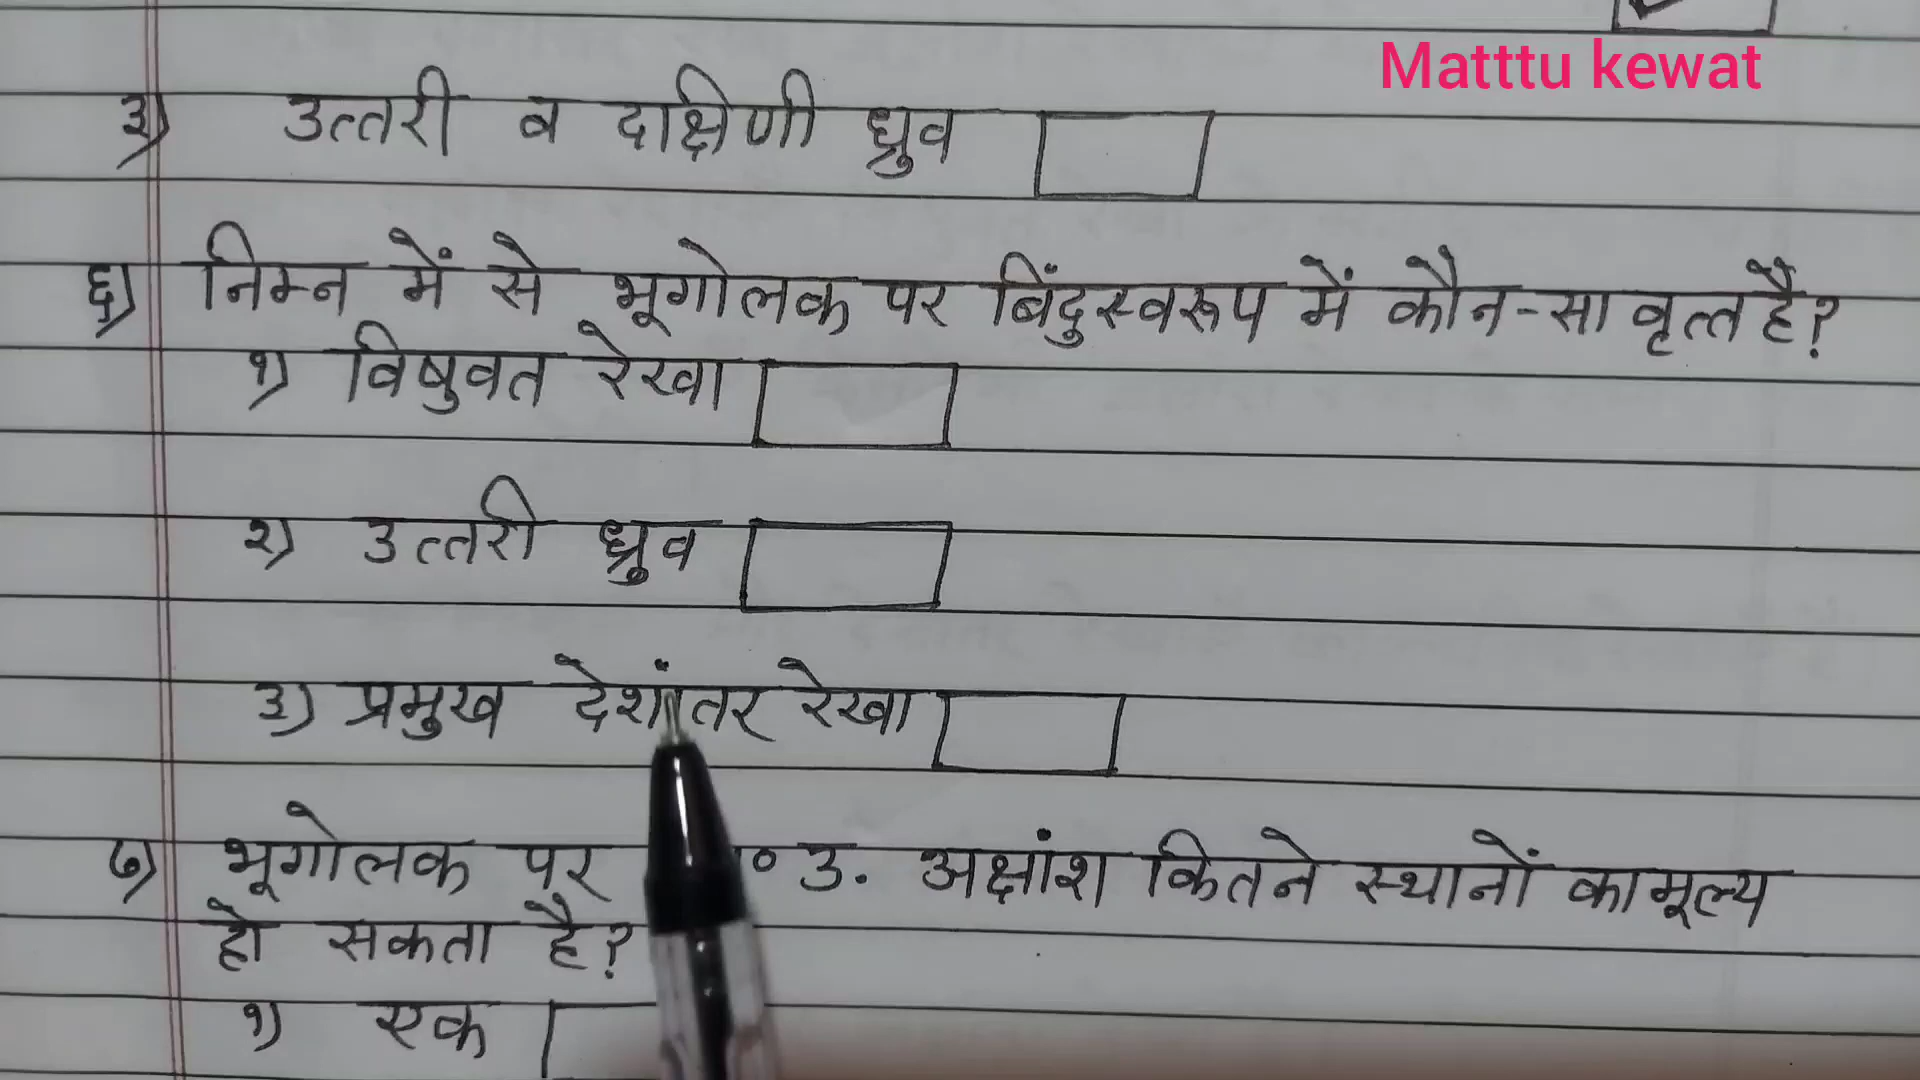 Matttu kewat
३) उत्तरी व दक्षिणी ध्रुव
६) निम्न में से भूगोलक पर बिंदुस्वरूप में कौन-सा वृत्त है?
१) विषुवत रेखा
२) उत्तरी ध्रुव
३) प्रमुख देशांतर रेखा
७) भूगोलक पर ° उ. अक्षांश कितने स्थानों का मूल्य
हो सकता है?
१) एक